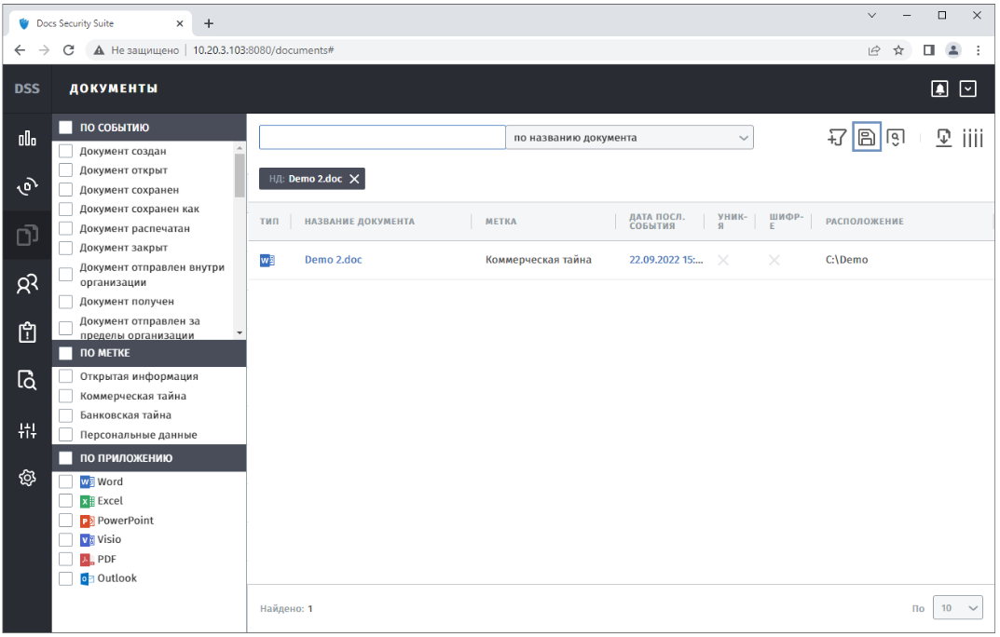 Docs Security Suite
Не защищено
10.20.3.103:8080/documents#
DSS
ДОКУМЕНТЫ
ПО СОБЫТИЮ
Документ создан
Документ открыт
Документ сохранен
Документ сохранен как
Документ распечатан
Документ закрыт
Документ отправлен внутри
организации
Документ получен
Документ отправлен за
пределы организации
ПО МЕТКЕ
Открытая информация
Коммерческая тайна
Банковская тайна
Персональные данные
ПО ПРИЛОЖЕНИЮ
Word
Excel
PowerPoint
Visio
PDF
Outlook
по названию документа
НД: Demo 2.doc
ТИП
НАЗВАНИЕ ДОКУМЕНТА
МЕТКА
ДАТА ПОСЛ.
СОБЫТИЯ
УНИК-
Я
ШИФР-
Е
РАСПОЛОЖЕНИЕ
Demo 2.doc
Коммерческая тайна
22.09.2022 15:...
C:\Demo
Найдено: 1
По
10